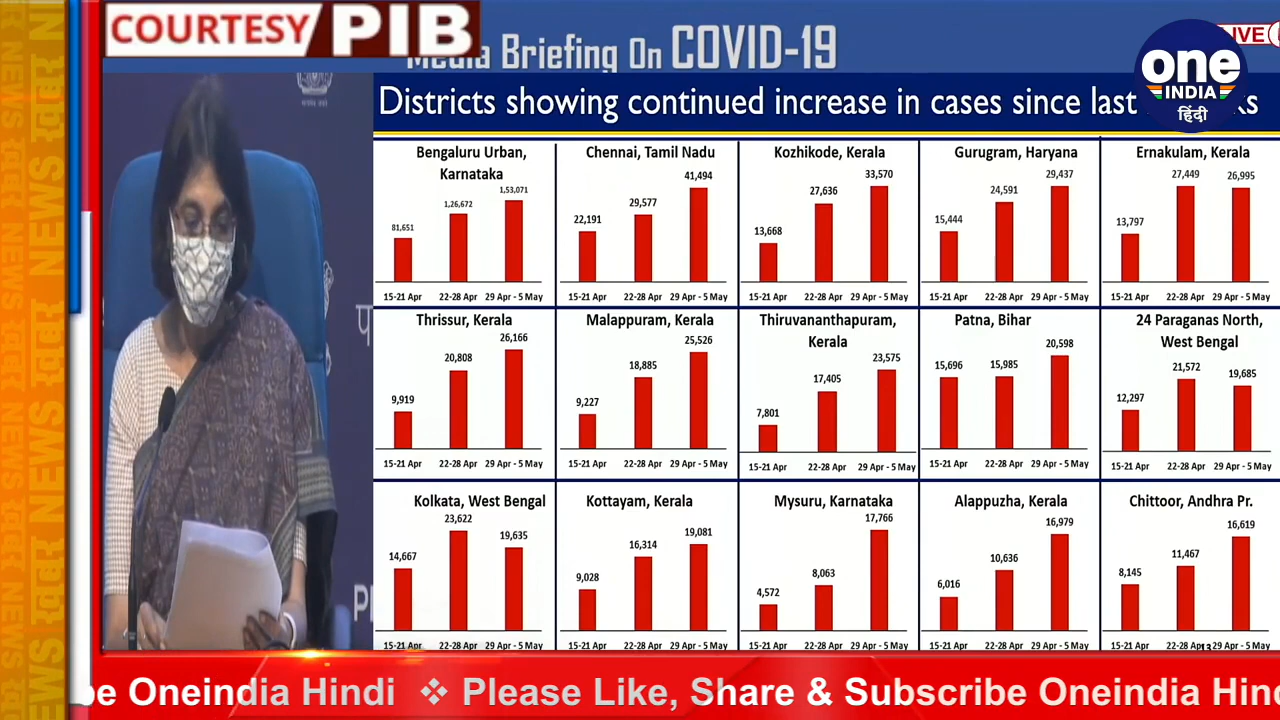 COURTESY PIB
Media Briefing On COVID-19
LIVE
one
INDIA
हिंदी
Districts showing continued increase in cases since last
Bengaluru Urban,
Karnataka
81,651 1,26,672 1,53,071
15-21 Apr 22-28 Apr 29 Apr - 5 May
Chennai, Tamil Nadu
22,191 29,577 41,494
15-21 Apr 22-28 Apr 29 Apr - 5 May
Kozhikode, Kerala
13,668 27,636 33,570
15-21 Apr 22-28 Apr 29 Apr - 5 May
Gurugram, Haryana
15,444 24,591 29,437
15-21 Apr 22-28 Apr 29 Apr - 5 May
Ernakulam, Kerala
13,797 27,449 26,995
15-21 Apr 22-28 Apr 29 Apr - 5 May
Thrissur, Kerala
9,919 20,808 26,166
15-21 Apr 22-28 Apr 29 Apr - 5 May
Malappuram, Kerala
9,227 18,885 25,526
15-21 Apr 22-28 Apr 29 Apr - 5 May
Thiruvananthapuram,
Kerala
7,801 17,405 23,575
15-21 Apr 22-28 Apr 29 Apr - 5 May
Patna, Bihar
15,696 15,985 20,598
15-21 Apr 22-28 Apr 29 Apr - 5 May
24 Paraganas North,
West Bengal
12,297 21,572 19,685
15-21 Apr 22-28 Apr 29 Apr - 5 May
Kolkata, West Bengal
14,667 23,622 19,635
15-21 Apr 22-28 Apr 29 Apr - 5 May
Kottayam, Kerala
9,028 16,314 19,081
15-21 Apr 22-28 Apr 29 Apr - 5 May
Mysuru, Karnataka
4,572 8,063 17,766
15-21 Apr 22-28 Apr 29 Apr - 5 May
Alappuzha, Kerala
6,016 10,636 16,979
15-21 Apr 22-28 Apr 29 Apr - 5 May
Chittoor, Andhra Pr.
8,145 11,467 16,619
15-21 Apr 22-28 Apr 29 Apr - 5 May
13
be Oneindia Hindi ❖ Please Like, Share & Subscribe Oneindia Hind
NEWS खबर NEWS खबर NEWS